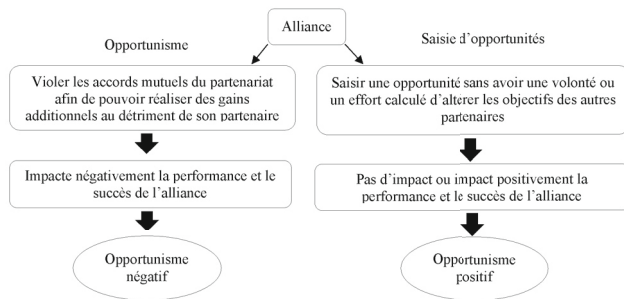 Alliance
Opportunisme
Saisie d'opportunités
Violer les accords mutuels du partenariat
afin de pouvoir réaliser des gains
additionnels au détriment de son partenaire
Saisir une opportunité sans avoir une volonté ou
un effort calculé d'alterer les objectifs des autres
partenaires
Impacte négativement la performance et le
succès de l'alliance
Pas d'impact ou impact positivement la
performance et le succès de l'alliance
Opportunisme
négatif
Opportunisme
positif